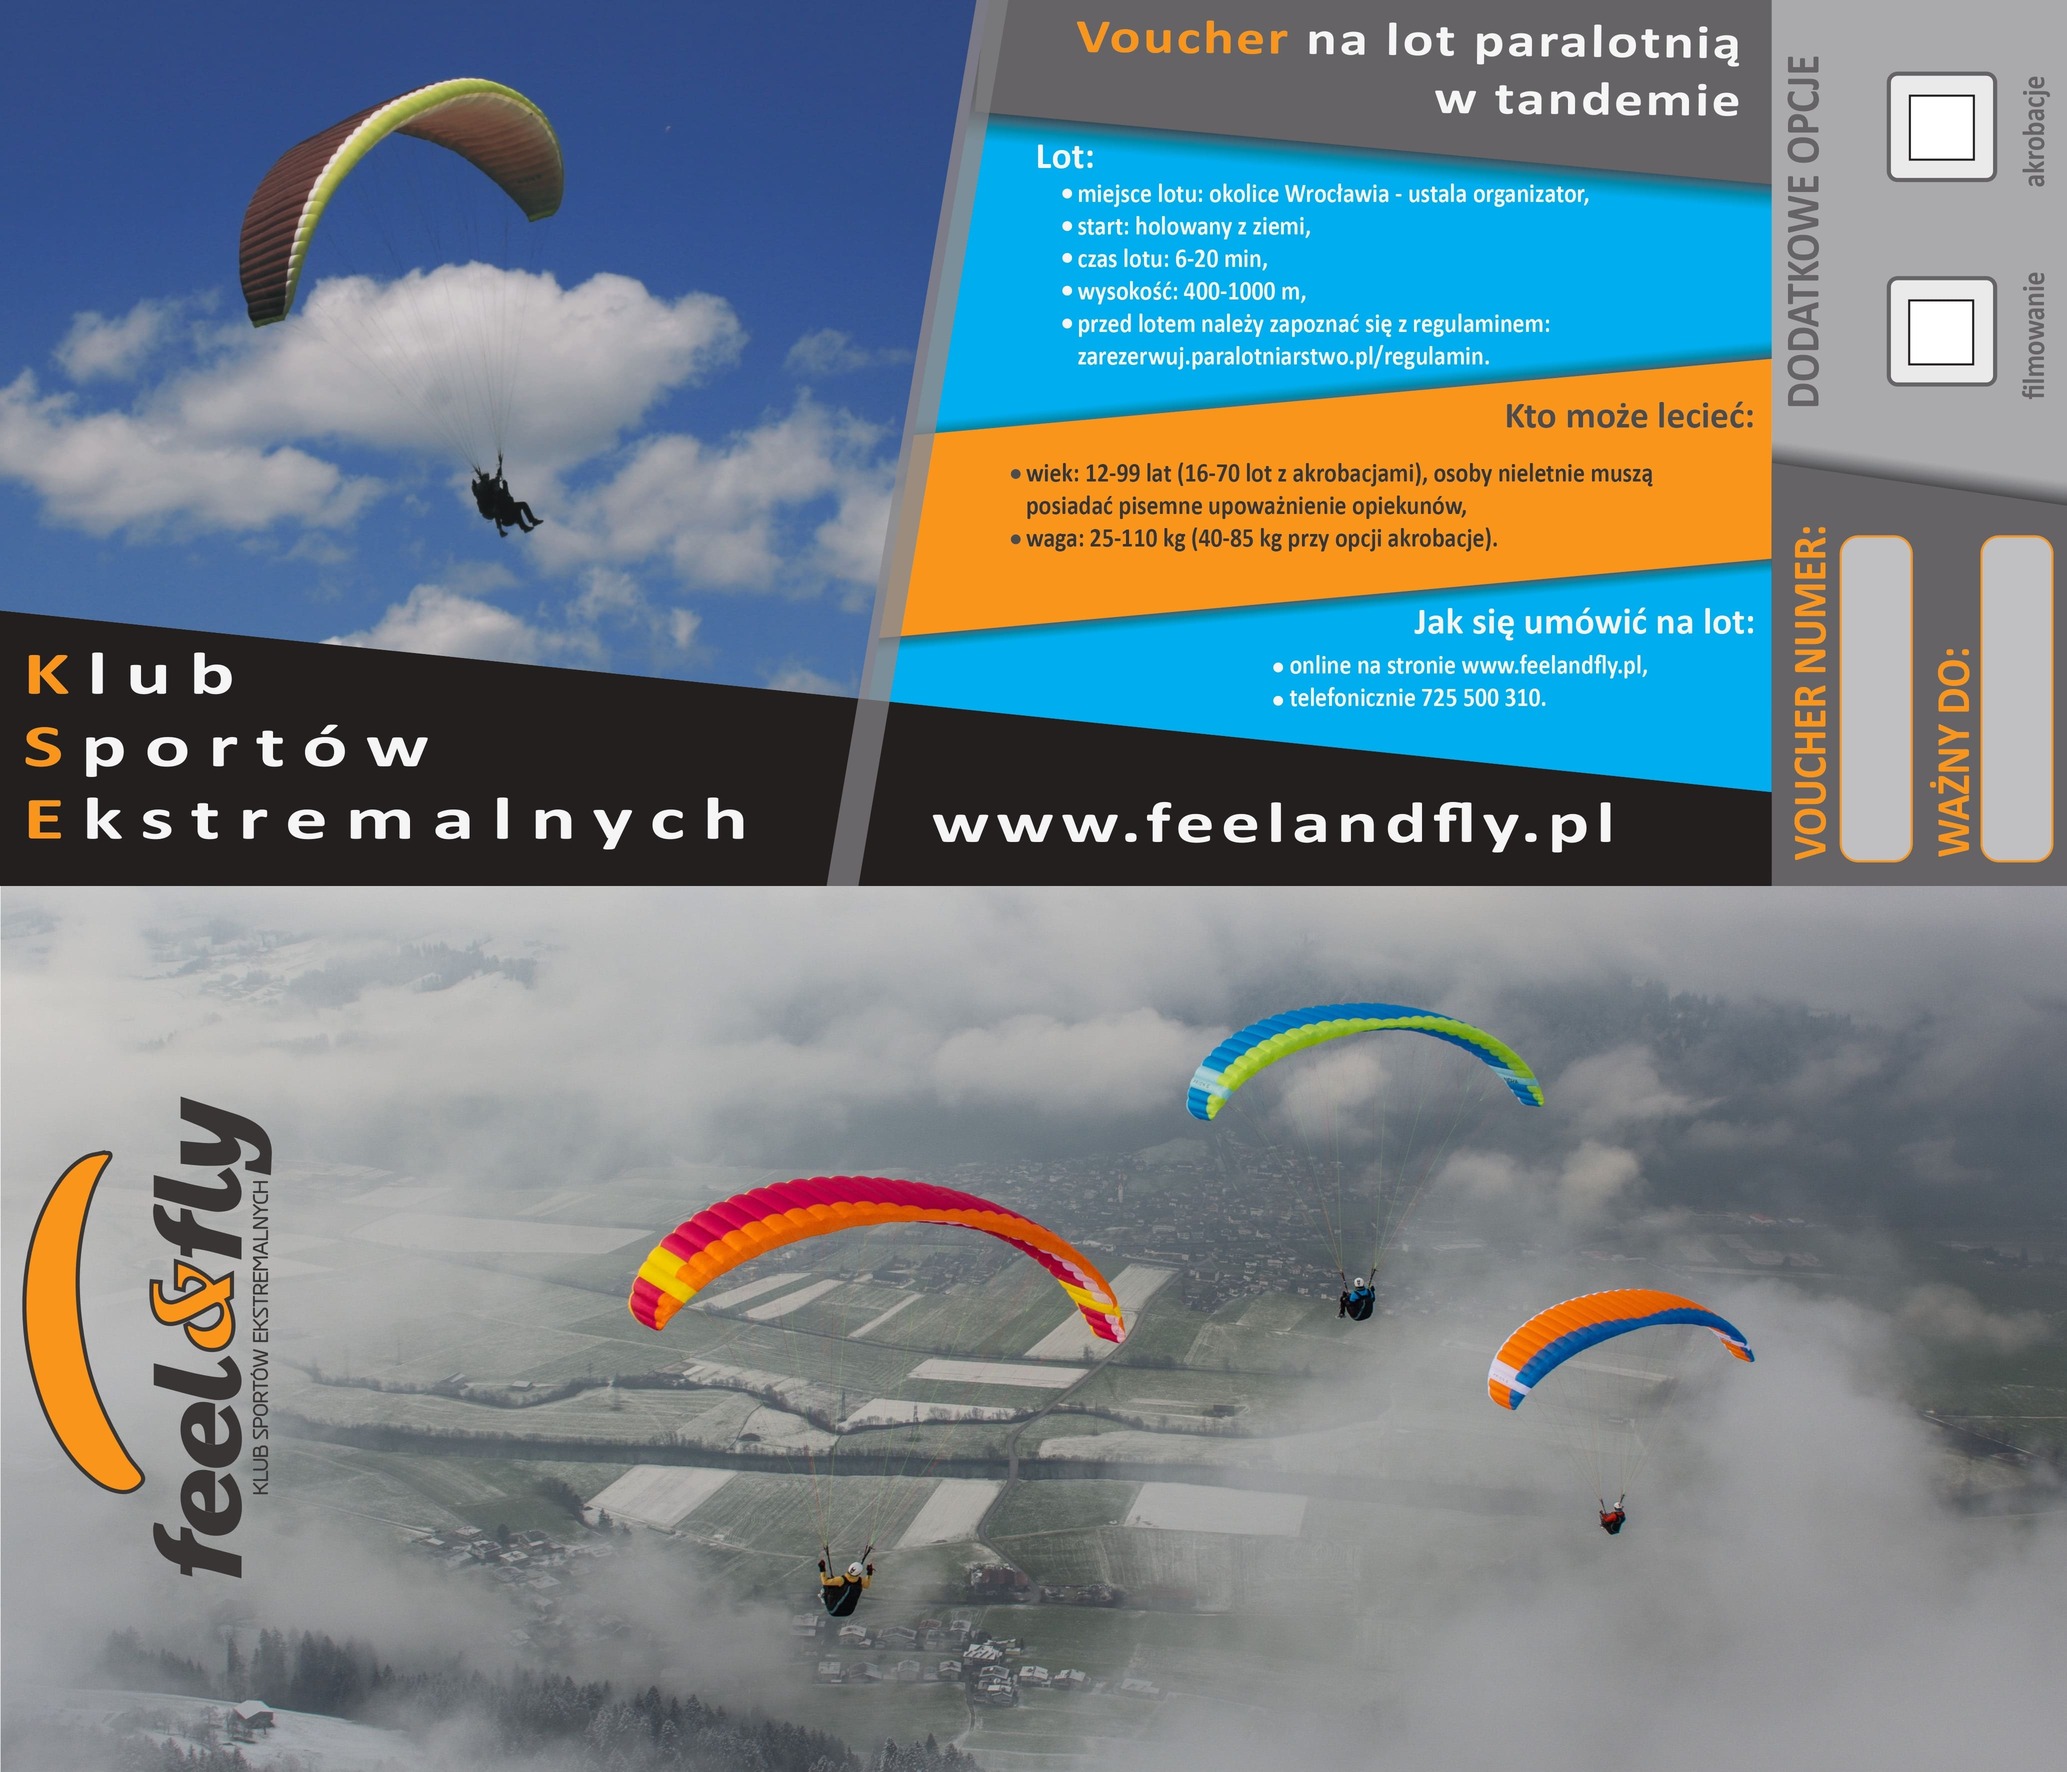 Voucher na lot paralotnią
w tandemie
Lot:
• miejsce lotu: okolice Wrocławia - ustala organizator,
• start: holowany z ziemi,
• czas lotu: 6-20 min,
• wysokość: 400-1000 m,
• przed lotem należy zapoznać się z regulaminem:
zarezerwuj.paralotniarstwo.pl/regulamin.
Kto może lecieć:
• wiek: 12-99 lat (16-70 lot z akrobacjami), osoby nieletnie muszą
posiadać pisemne upoważnienie opiekunów,
• waga: 25-110 kg (40-85 kg przy opcji akrobacje).
Jak się umówić na lot:
• online na stronie www.feelandfly.pl,
• telefonicznie 725 500 310.
Klub
Sportów
Ekstremalnych
www.feelandfly.pl
DODATKOWE OPCJE
akrobacje
filmowanie
VOUCHER NUMER:
WAŻNY DO:
feel&fly
KLUB SPORTÓW EKSTREMALNYCH